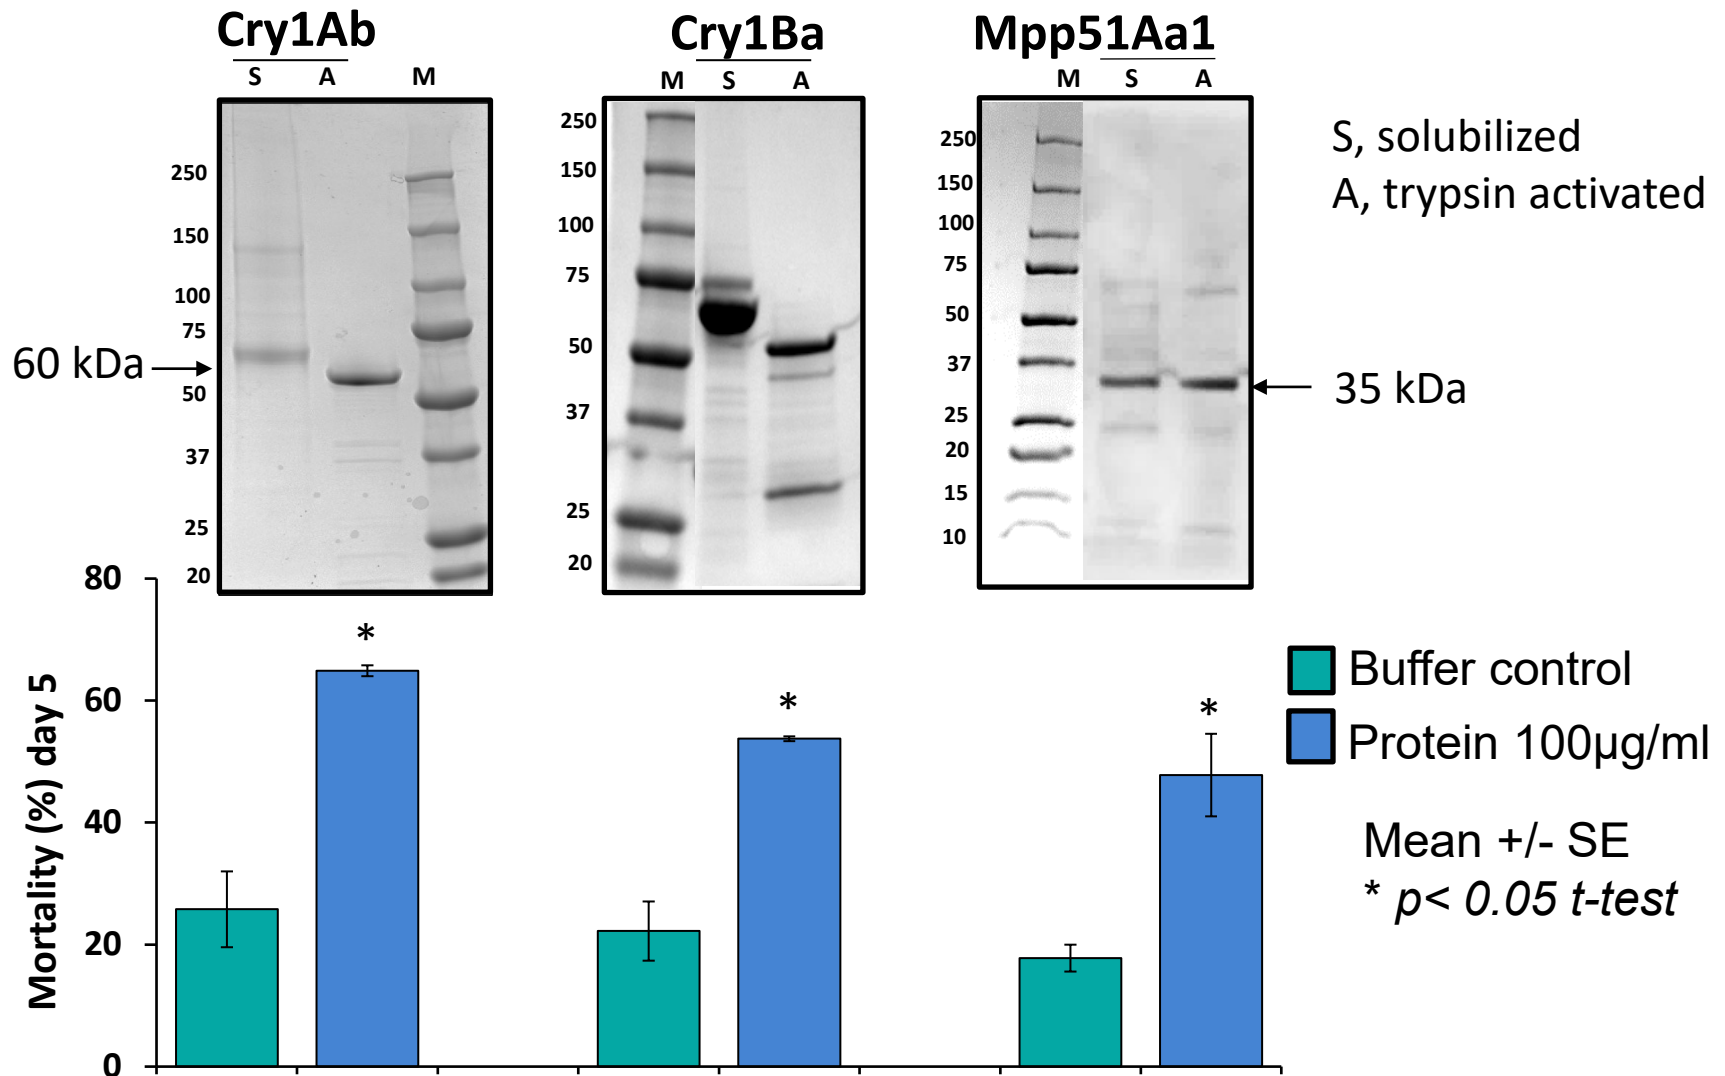 Cry1Ab
S A M
250
150
100
75
50
37
25
20
60 kDa
Cry1Ba
M S A
250
150
100
75
50
37
25
20
Mpp51Aa1
M S A
250
150
100
75
50
37
25
20
15
10
35 kDa
S, solubilized
A, trypsin activated
Mortality (%) day 5
80
60
40
20
0
*
*
*
Buffer control
Protein 100µg/ml
Mean +/- SE
* p< 0.05 t-test